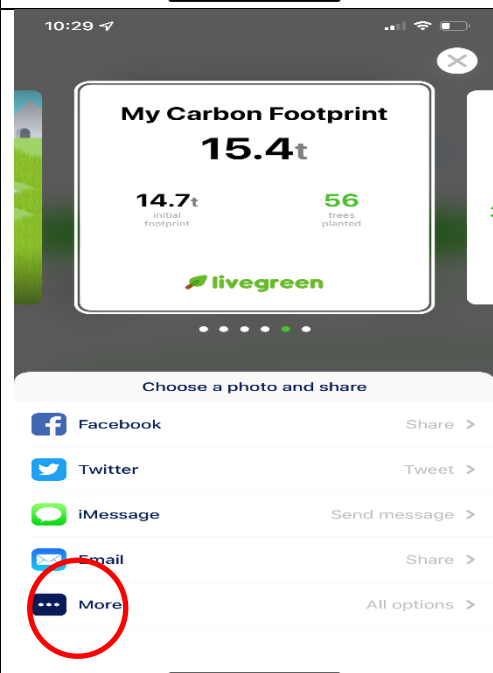 10:29
My Carbon Footprint
15.4t
14.7t
initial
footprint
56
trees
planted
livegreen
Choose a photo and share
Facebook Share >
Twitter Tweet >
iMessage Send message >
Email Share >
More All options >